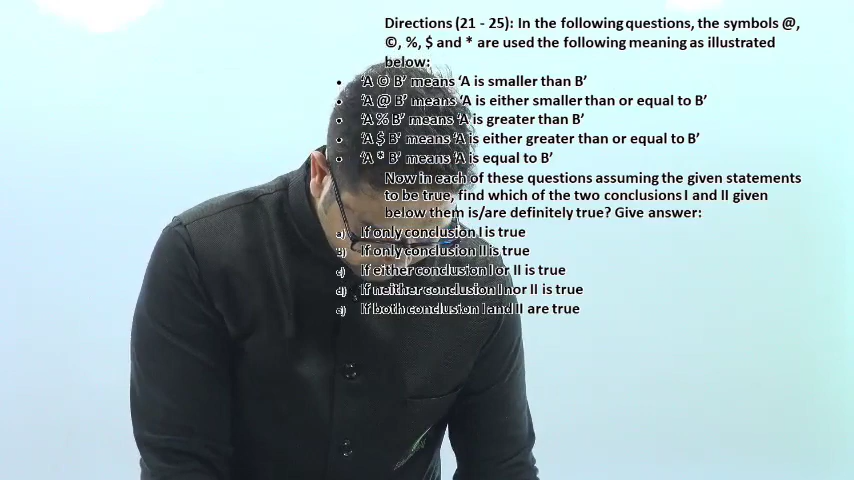 Directions (21 - 25): In the following questions, the symbols @,
©, %, $ and * are used the following meaning as illustrated
below:
• 'A © B' means 'A is smaller than B'
• 'A @ B' means 'A is either smaller than or equal to B'
• 'A % B' means 'A is greater than B'
• 'A $ B' means 'A is either greater than or equal to B'
• 'A * B' means 'A is equal to B'
Now in each of these questions assuming the given statements
to be true, find which of the two conclusions I and II given
below them is/are definitely true? Give answer:
a) If only conclusion I is true
b) If only conclusion II is true
c) If either conclusion I or II is true
d) If neither conclusion I nor II is true
e) If both conclusion I and II are true